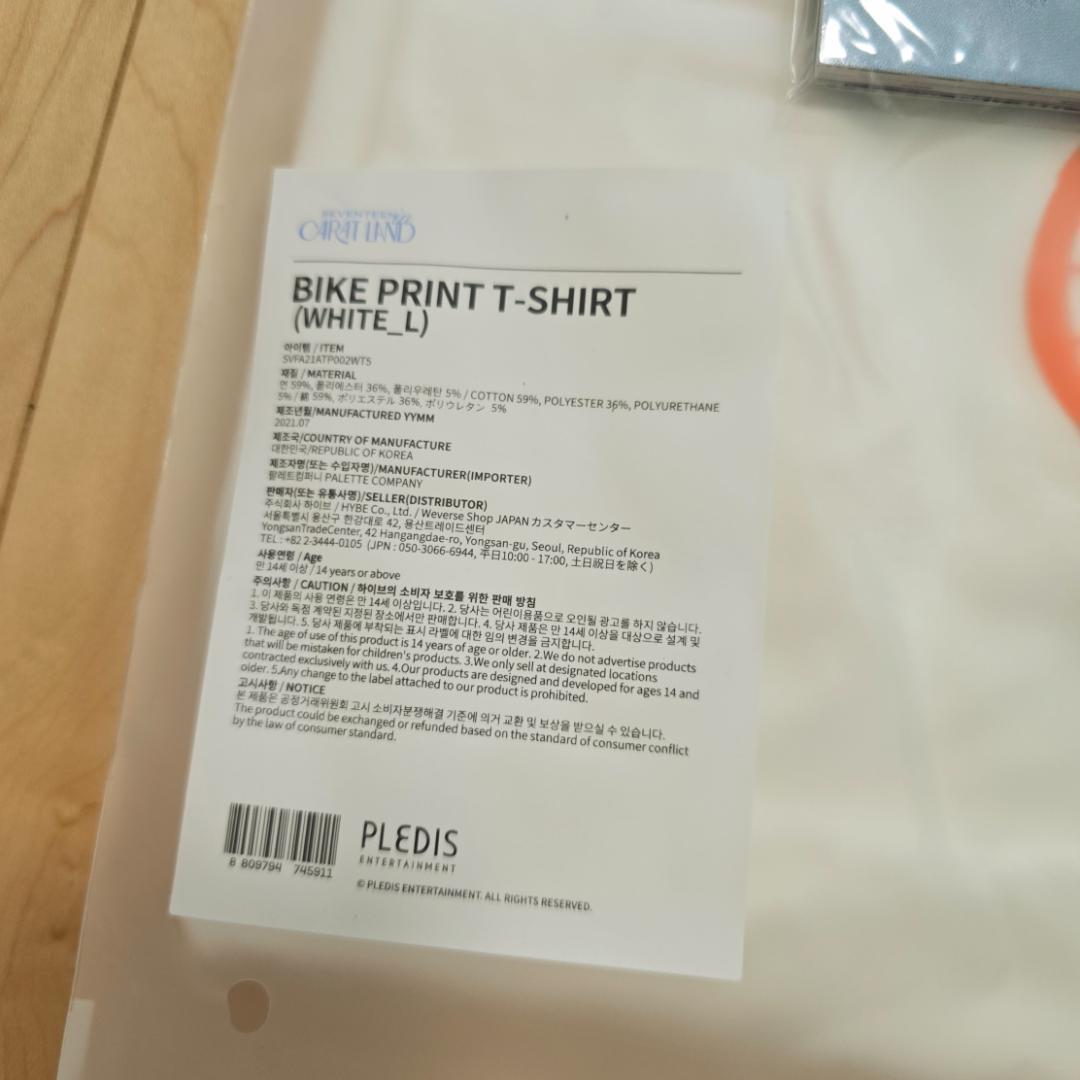 SEVENTEEN
CARAT LAND
BIKE PRINT T-SHIRT
(WHITE_L)
아이템 / ITEM
SVFA21ATP002WTS
재질 / MATERIAL
면 59%, 폴리에스터 36%, 폴리우레탄 5% / COTTON 59%, POLYESTER 36%, POLYURETHANE
5% / 綿 59%, ポリエステル 36%, ポリウレタン 5%
제조년월/MANUFACTURED YYMM
2021.07
제조국/COUNTRY OF MANUFACTURE
대한민국/REPUBLIC OF KOREA
제조자명(또는 수입자명)/MANUFACTURER(IMPORTER)
팔레트컴퍼니 PALETTE COMPANY
판매자(또는 유통사명)/SELLER(DISTRIBUTOR)
주식회사 하이브 / HYBE Co., Ltd. / Weverse Shop JAPAN カスタマーセンター
서울특별시 용산구 한강대로 42, 용산트레이드센터
YongsanTradeCenter, 42 Hangangdae-ro, Yongsan-gu, Seoul, Republic of Korea
TEL : +82 2-3444-0105 (JPN : 050-3066-6944, 平日10:00 - 17:00, 土日祝日を除く)
사용연령 / Age
만 14세 이상 / 14 years or above
주의사항 / CAUTION / 하이브의 소비자 보호를 위한 판매 방침
1. 이 제품의 사용 연령은 만 14세 이상입니다. 2. 당사는 어린이용품으로 오인될 광고를 하지 않습니다.
3. 당사와 독점 계약된 지정된 장소에서만 판매합니다. 4. 당사 제품은 만 14세 이상을 대상으로 설계 및
개발됩니다. 5. 당사 제품에 부착되는 표시 라벨에 대한 임의 변경을 금지합니다.
1. The age of use of this product is 14 years of age or older. 2.We do not advertise products
that will be mistaken for children's products. 3.We only sell at designated locations
contracted exclusively with us. 4.Our products are designed and developed for ages 14 and
older. 5.Any change to the label attached to our product is prohibited.
고시사항 / NOTICE
본 제품은 공정거래위원회 고시 소비자분쟁해결 기준에 의거 교환 및 보상을 받으실 수 있습니다.
The product could be exchanged or refunded based on the standard of consumer conflict
by the law of consumer standard.
8 809794 745911
PLEDIS
ENTERTAINMENT
© PLEDIS ENTERTAINMENT. ALL RIGHTS RESERVED.